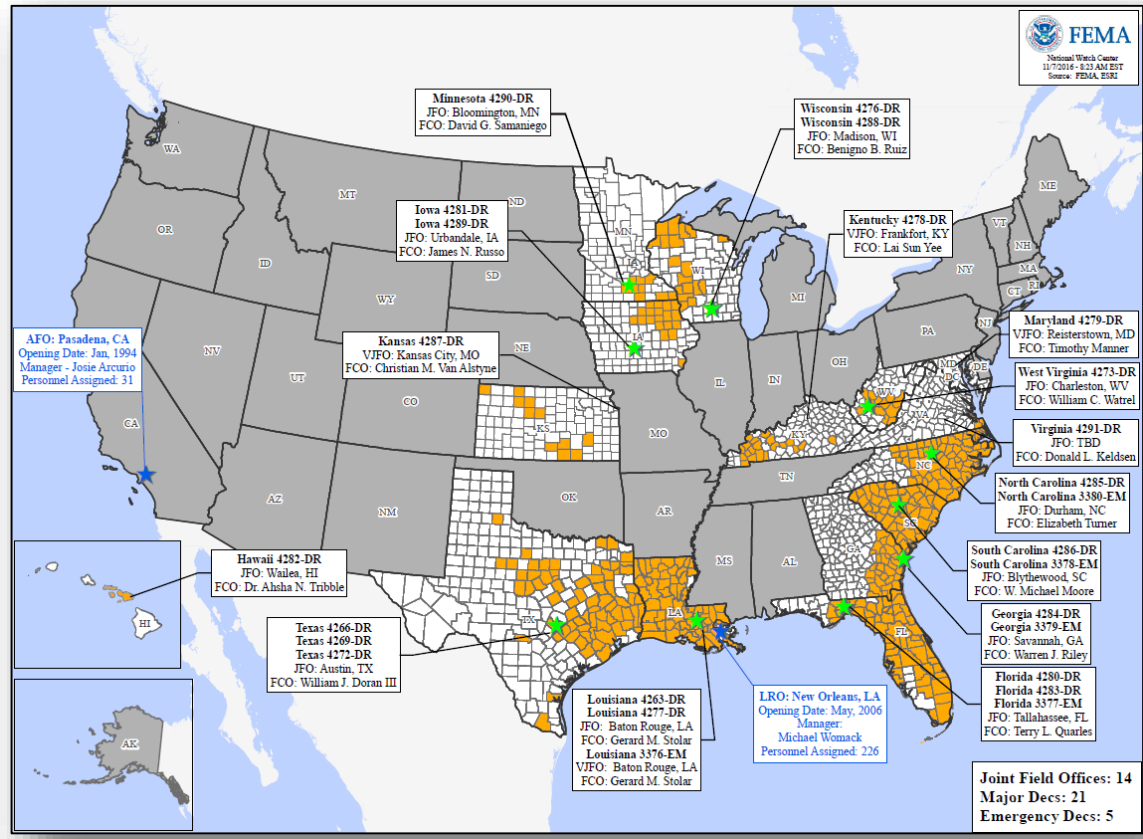 FEMA
National Watch Center
11/7/2016 - 8:23 AM EST
Source: FEMA, ESRI
Minnesota 4290-DR
JFO: Bloomington, MN
FCO: David G. Samaniego
Wisconsin 4276-DR
Wisconsin 4288-DR
JFO: Madison, WI
FCO: Benigno B. Ruiz
Iowa 4281-DR
Iowa 4289-DR
JFO: Urbandale, IA
FCO: James N. Russo
Kentucky 4278-DR
VJFO: Frankfort, KY
FCO: Lai Sun Yee
AFO: Pasadena, CA
Opening Date: Jan, 1994
Manager - Josie Arcurio
Personnel Assigned: 31
Kansas 4287-DR
VJFO: Kansas City, MO
FCO: Christian M. Van Alstyne
Maryland 4279-DR
VJFO: Reisterstown, MD
FCO: Timothy Manner
West Virginia 4273-DR
JFO: Charleston, WV
FCO: William C. Watrel
Virginia 4291-DR
JFO: TBD
FCO: Donald L. Keldsen
North Carolina 4285-DR
North Carolina 3380-EM
JFO: Durham, NC
FCO: Elizabeth Turner
South Carolina 4286-DR
South Carolina 3378-EM
JFO: Blythewood, SC
FCO: W. Michael Moore
Georgia 4284-DR
Georgia 3379-EM
JFO: Savannah, GA
FCO: Warren J. Riley
Florida 4280-DR
Florida 4283-DR
Florida 3377-EM
JFO: Tallahassee, FL
FCO: Terry L. Quarles
Hawaii 4282-DR
JFO: Wailea, HI
FCO: Dr. Ahsha N. Tribble
Texas 4266-DR
Texas 4269-DR
Texas 4272-DR
JFO: Austin, TX
FCO: William J. Doran III
Louisiana 4263-DR
Louisiana 4277-DR
JFO: Baton Rouge, LA
FCO: Gerard M. Stolar
Louisiana 3376-EM
VJFO: Baton Rouge, LA
FCO: Gerard M. Stolar
LRO: New Orleans, LA
Opening Date: May, 2006
Manager:
Michael Womack
Personnel Assigned: 226
Joint Field Offices: 14
Major Decs: 21
Emergency Decs: 5
WA
MT
ND
MN
ME
OR
ID
SD
WI
VT
NH
NY
MA
CT
RI
WY
MI
IA
NE
PA
NJ
NV
UT
CO
IL
IN
OH
MD
DE
DC
WV
VA
CA
KS
MO
KY
AZ
NM
OK
AR
TN
NC
SC
MS
AL
GA
TX
LA
FL
HI
AK